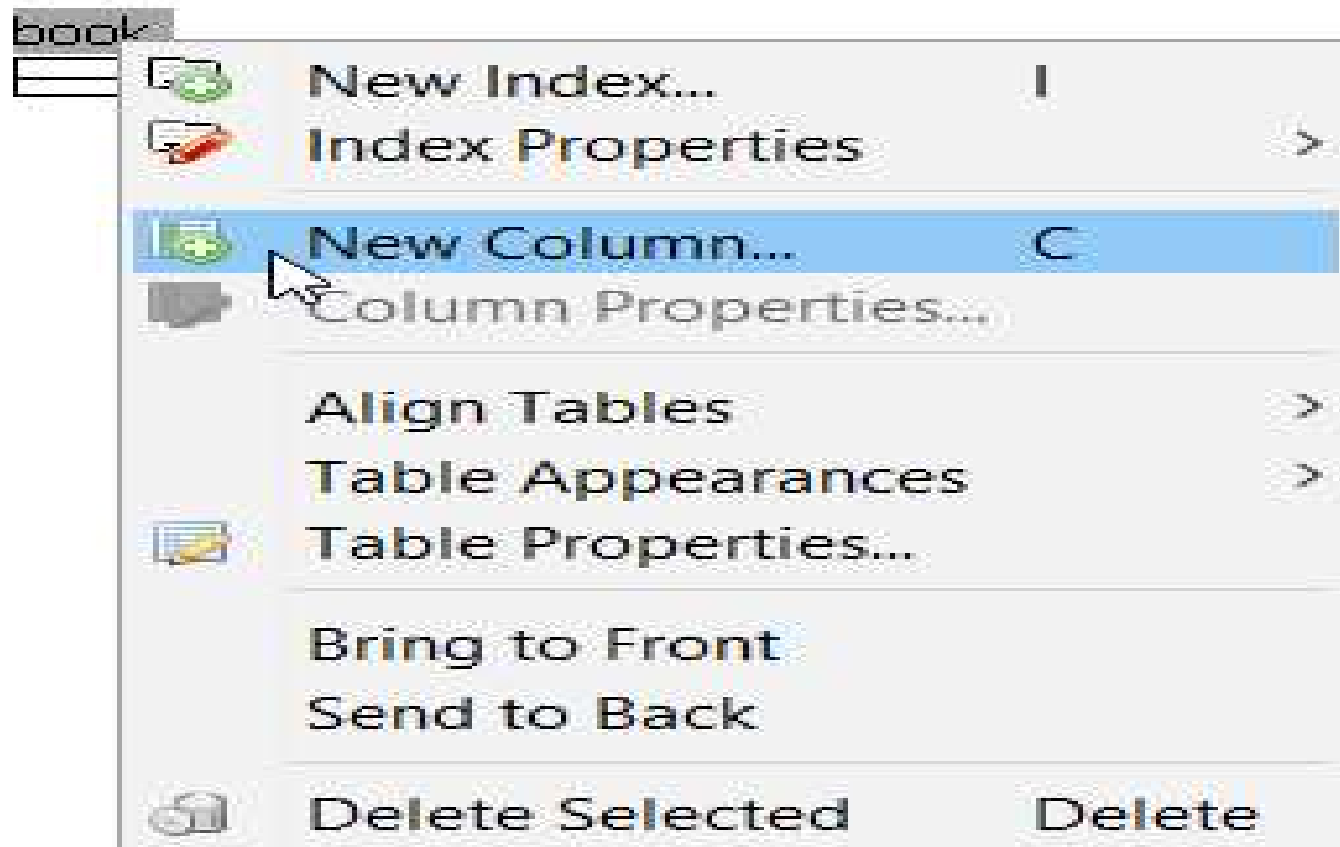 book
New Index... I
Index Properties >
New Column... C
Column Properties...
Align Tables >
Table Appearances >
Table Properties...
Bring to Front
Send to Back
Delete Selected Delete